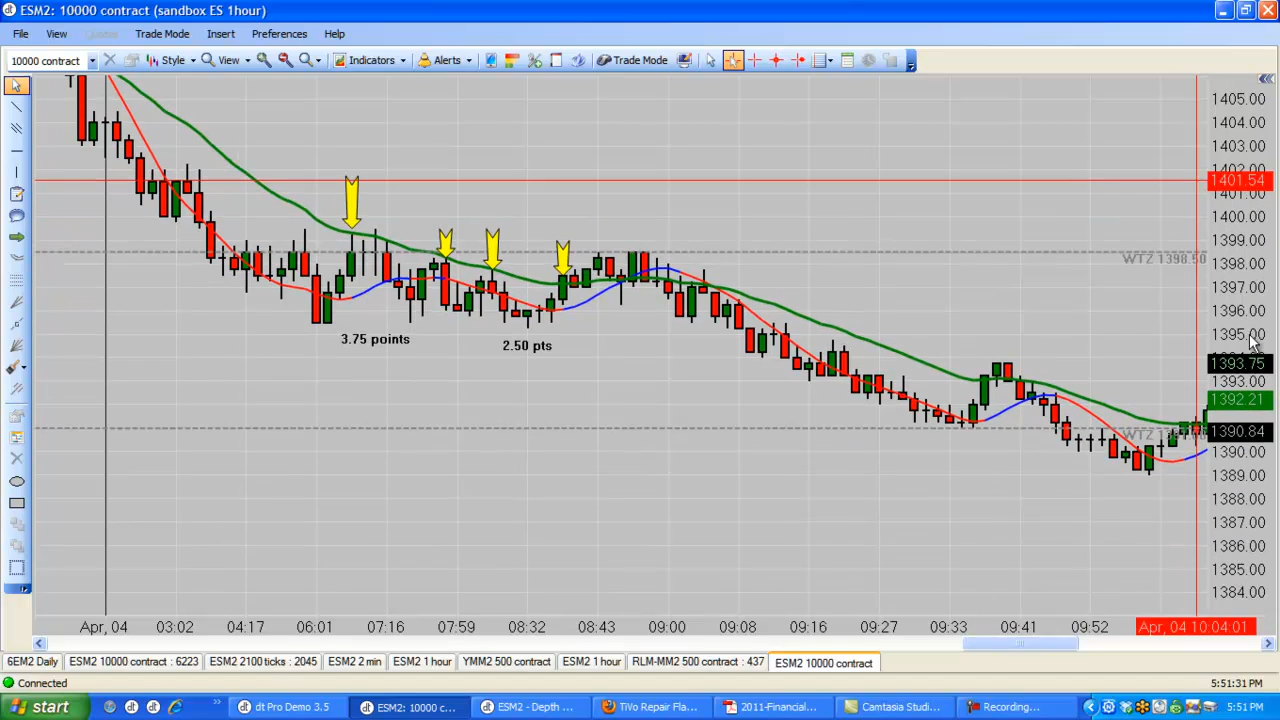 ESM2: 10000 contract (sandbox ES 1hour)
File View Quotes Trade Mode Insert Preferences Help
10000 contract Style View Indicators Alerts Trade Mode
1405.00
1404.00
1403.00
1402.00
1401.54
1401.00
1400.00
1399.00
WTZ 1398.50
1398.00
1397.00
1396.00
1395.00
3.75 points
2.50 pts
1393.75
1393.00
1392.21
WTZ
1390.84
1390.00
1389.00
1388.00
1387.00
1386.00
1385.00
1384.00
Apr, 04 03:02 04:17 06:01 07:16 07:59 08:32 08:43 09:00 09:08 09:16 09:27 09:33 09:41 09:52 Apr, 04 10:04.01
6EM2 Daily ESM2 10000 contract : 6223 ESM2 2100 ticks : 2045 ESM2 2 min ESM2 1 hour YMM2 500 contract ESM2 1 hour RLM-MM2 500 contract : 437 ESM2 10000 contract
Connected 5:51:31 PM
start dt Pro Demo 3.5 ESM2: 10000 c... ESM2 - Depth ... TiVo Repair Fla... 2011-Financial... Camtasia Studi... Recording... 5:51 PM